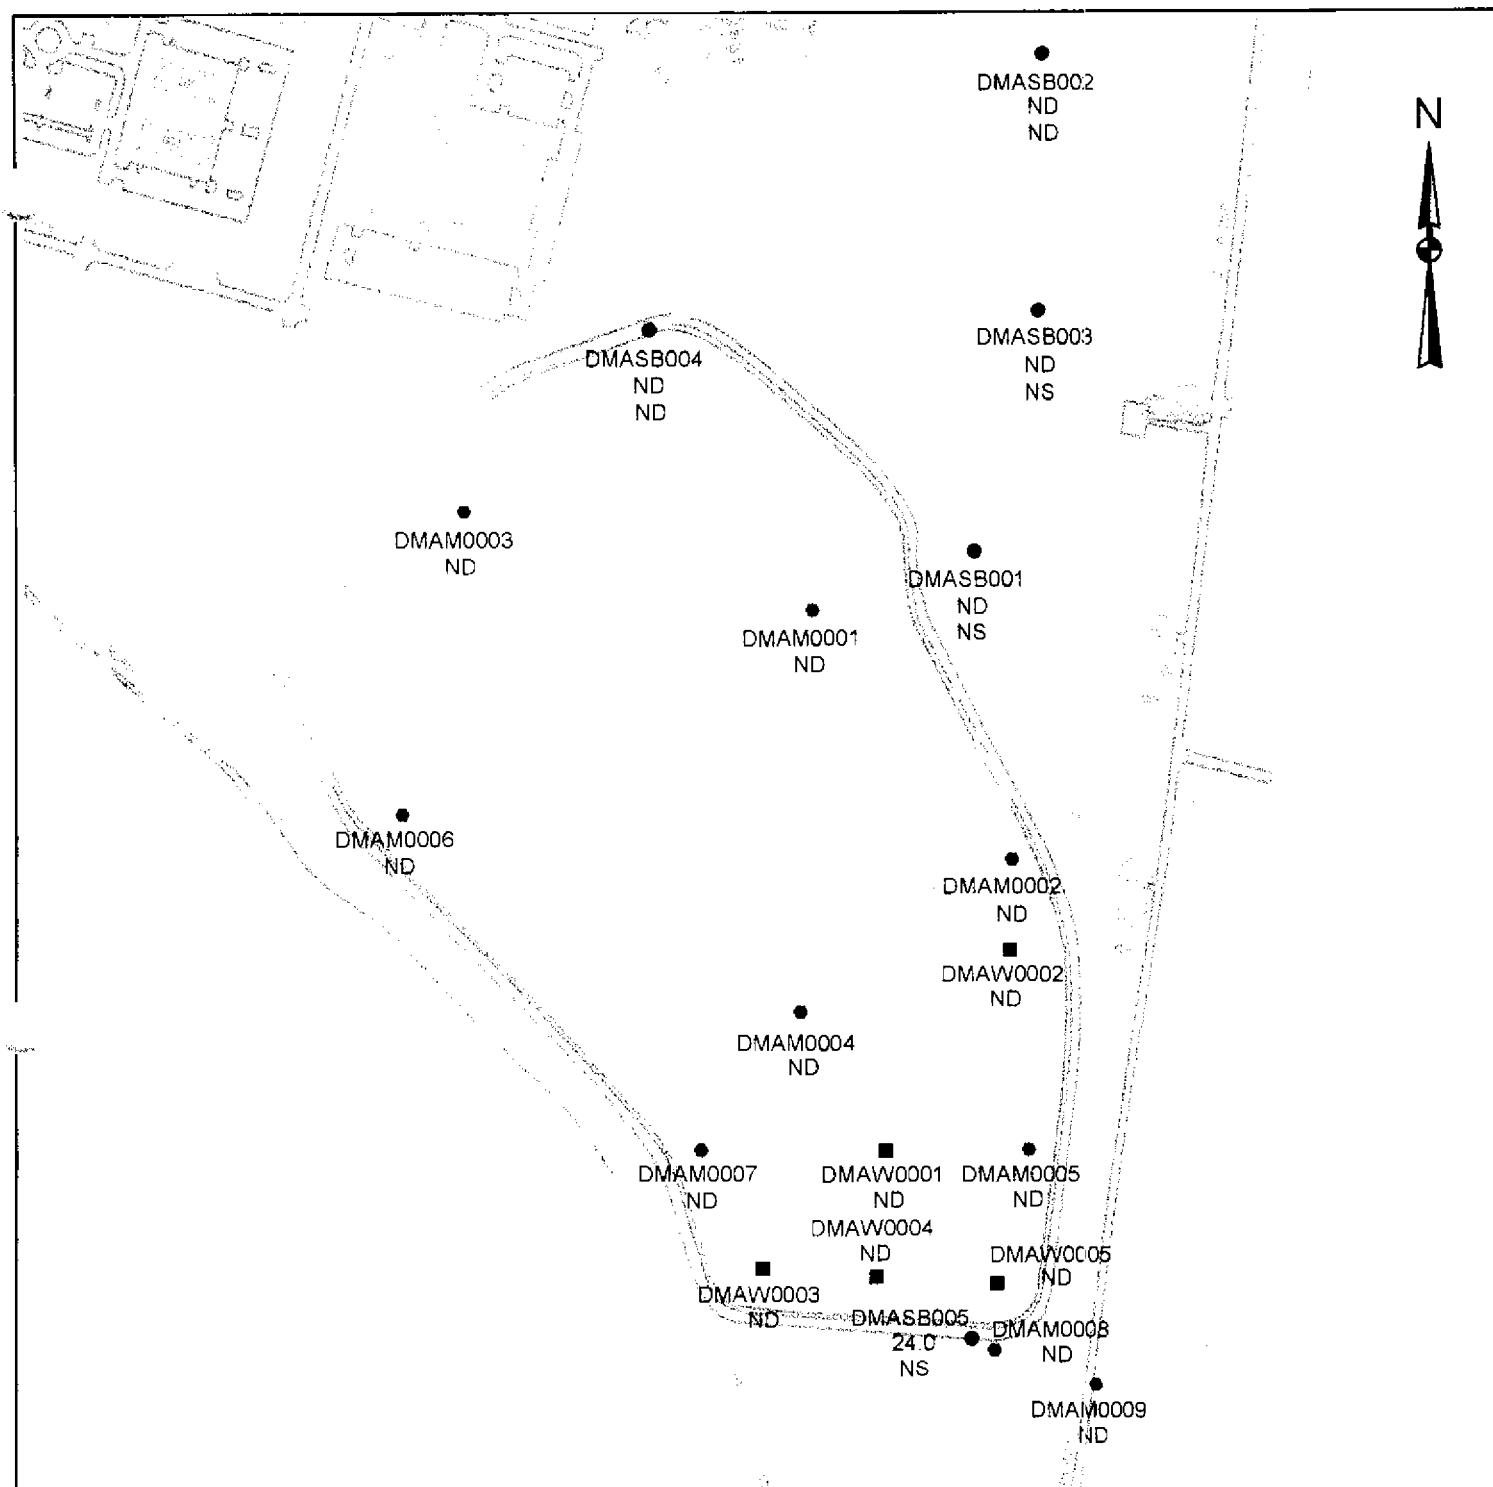 DMASB002
ND
ND
N
DMASB003
ND
NS
DMASB004
ND
ND
DMAM0003
ND
DMASB001
ND
NS
DMAM0001
ND
DMAM0006
ND
DMAM0002
ND
DMAW0002
ND
DMAM0004
ND
DMAM0007
ND
DMAW0001
ND
DMAM0005
ND
DMAW0004
ND
DMAW0005
ND
DMAW0003
ND
DMASB005
24.0
NS
DMAM0008
ND
DMAM0009
ND